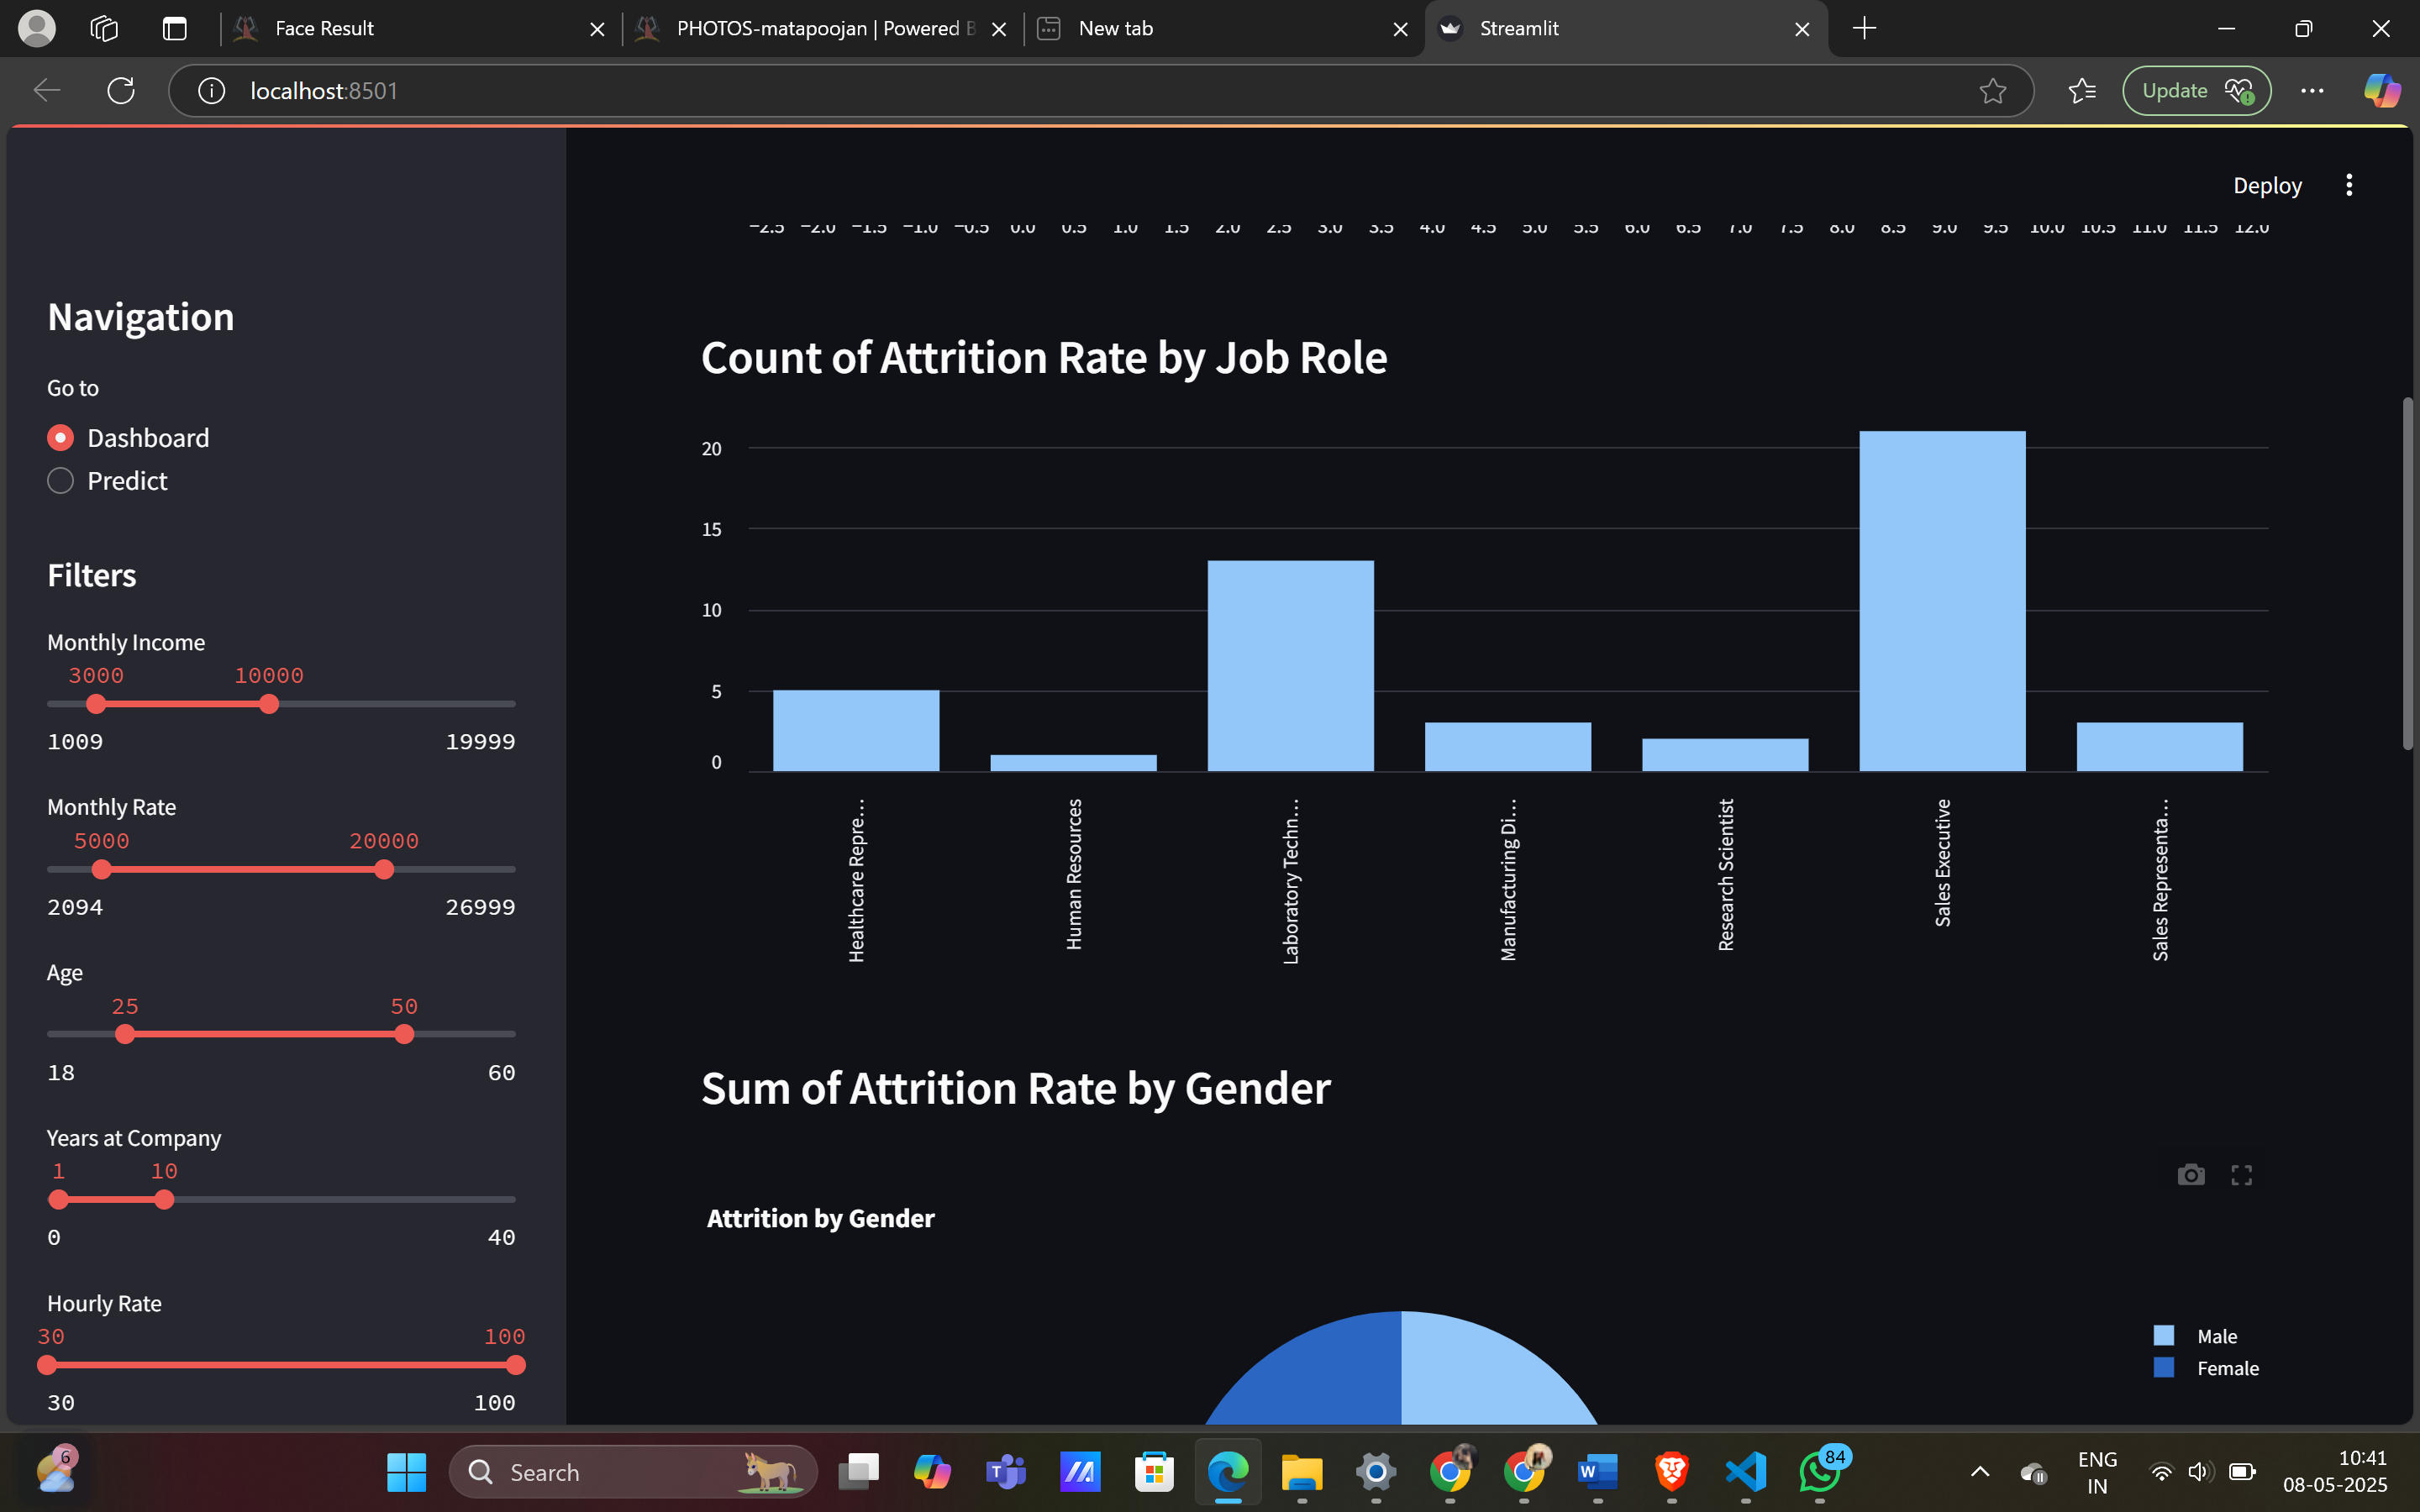 Face Result
PHOTOS-matapoojan | Powered B
New tab
Streamlit
localhost:8501
Update
Deploy
Navigation
Go to
Dashboard
Predict
Filters
Monthly Income
3000 10000
1009 19999
Monthly Rate
5000 20000
2094 26999
Age
25 50
18 60
Years at Company
1 10
0 40
Hourly Rate
30 100
30 100
−2.5 −2.0 −1.5 −1.0 −0.5 0.0 0.5 1.0 1.5 2.0 2.5 3.0 3.5 4.0 4.5 5.0 5.5 6.0 6.5 7.0 7.5 8.0 8.5 9.0 9.5 10.0 10.5 11.0 11.5 12.0
Count of Attrition Rate by Job Role
20
15
10
5
0
Healthcare Repre…
Human Resources
Laboratory Techn…
Manufacturing Di…
Research Scientist
Sales Executive
Sales Representa…
Sum of Attrition Rate by Gender
Attrition by Gender
Male
Female
6
Search
84
ENG
IN
10:41
08-05-2025